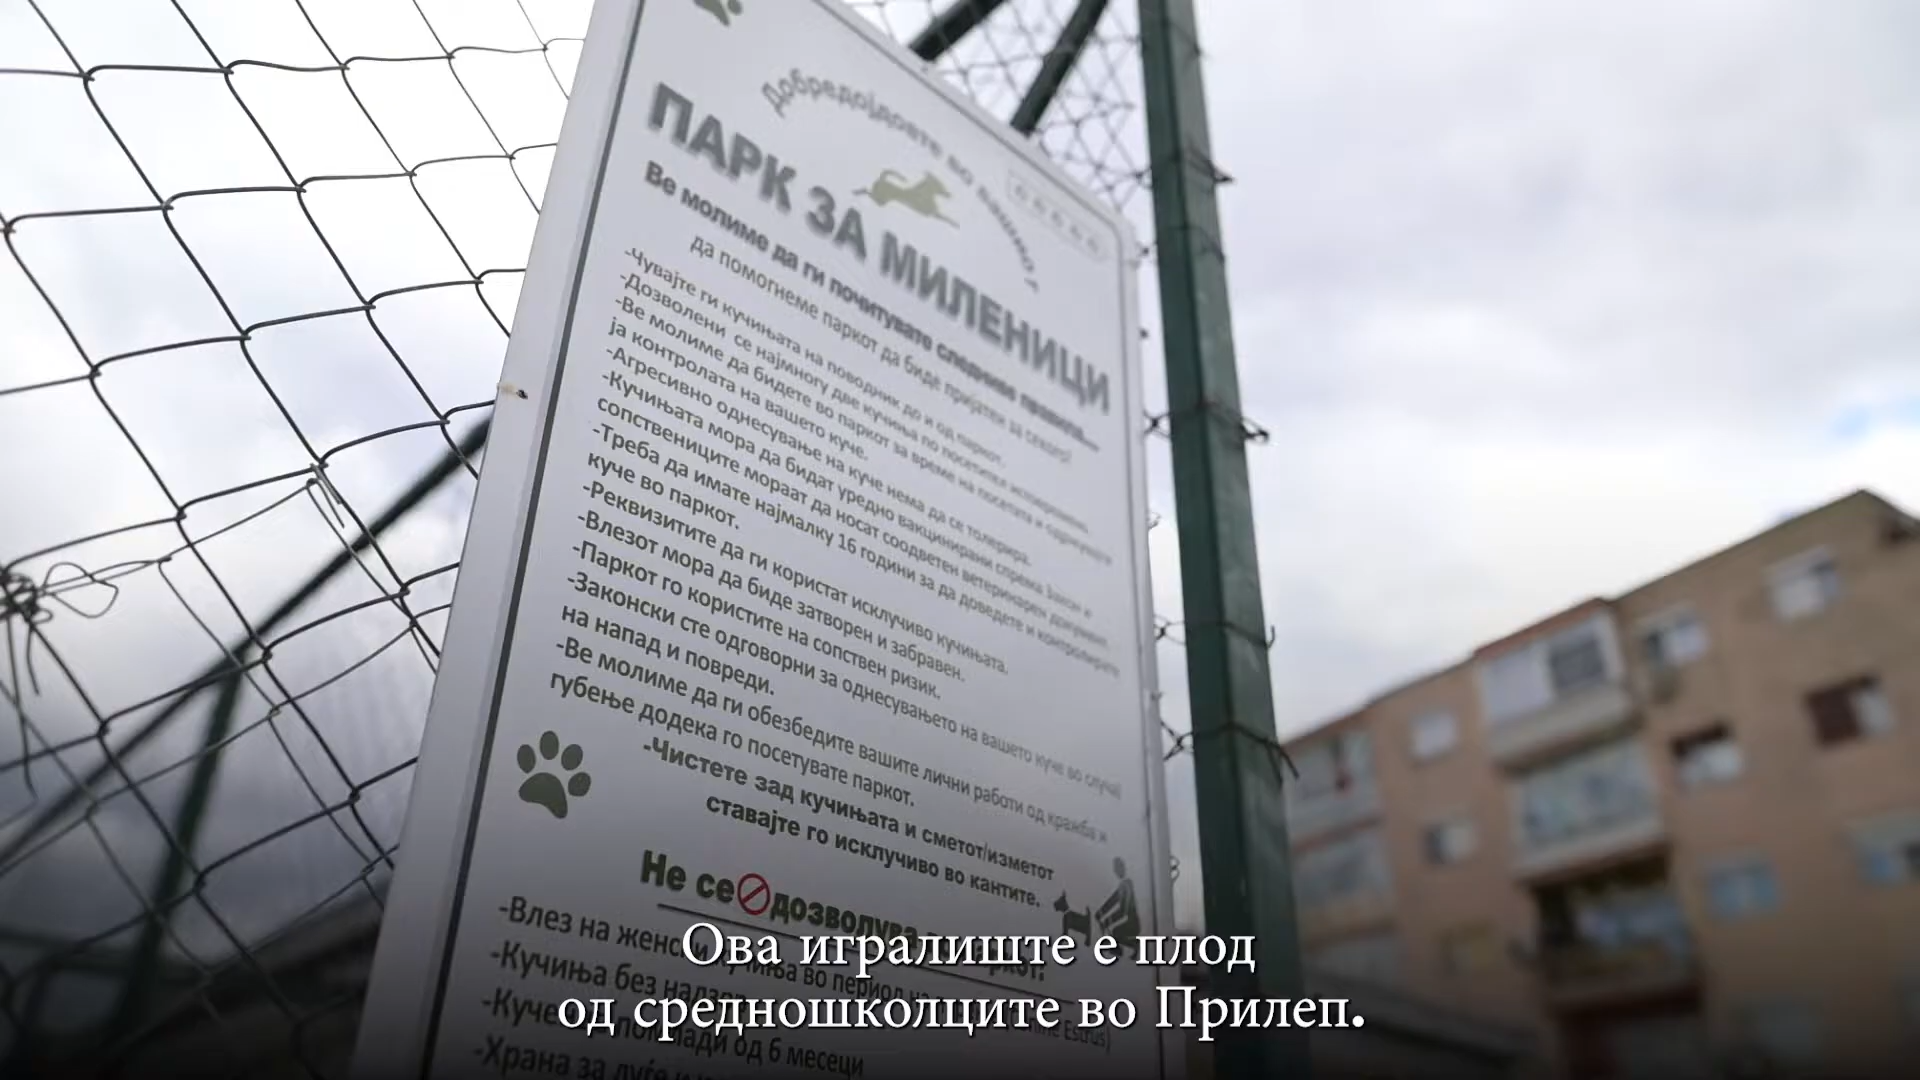 Добредојдовте во
ПАРК ЗА МИЛЕНИЦИ
Ве молиме да ги почитувате следниве правила...
да помогнеме паркот да биде пријатен за секого!
-Чувајте ги кучињата на поводник до и од паркот.
-Дозволени се најмногу две кучиња по посетител
-Ве молиме да бидете во паркот за време на посетата и
ја контролата на вашето куче.
-Агресивно однесување на куче нема да се толерира.
-Кучињата мора да бидат уредно вакцинирани спрема Закон и
сопствениците мораат да носат соодветен ветеринарен документ.
-Треба да имате најмалку 16 години за да доведете и контролирате
куче во паркот.
-Реквизитите да ги користат исклучиво кучињата.
-Влезот мора да биде затворен и забравен.
-Паркот го користите на сопствен ризик.
-Законски сте одговорни за однесувањето на вашето куче во случај
на напад и повреди.
-Ве молиме да ги обезбедите вашите лични работи од кражба и
губење додека го посетувате паркот.
-Чистете зад кучињата и сметот/изметот
ставајте го исклучиво во кантите.
Не се дозволува
-Влез на женски кучиња во период на Estrus)
-Кучиња без
-Куче од 6 месеци
-Храна за луѓе и
Ова игралиште е плод
од средношколците во Прилеп.